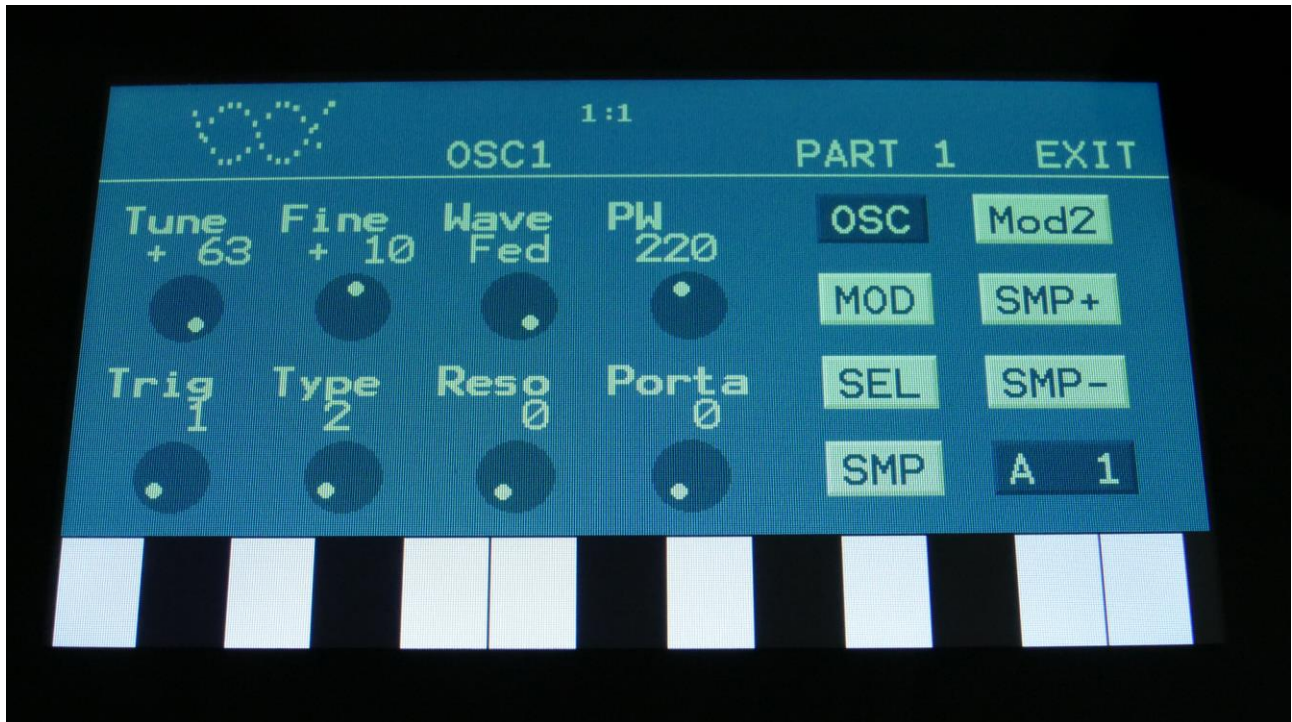 1:1
OSC1 PART 1 EXIT
Tune Fine Wave PW OSC Mod2
+ 63 + 10 Fed 220
MOD SMP+
Trig Type Reso Porta SEL SMP-
1 2 0 0
SMP A 1